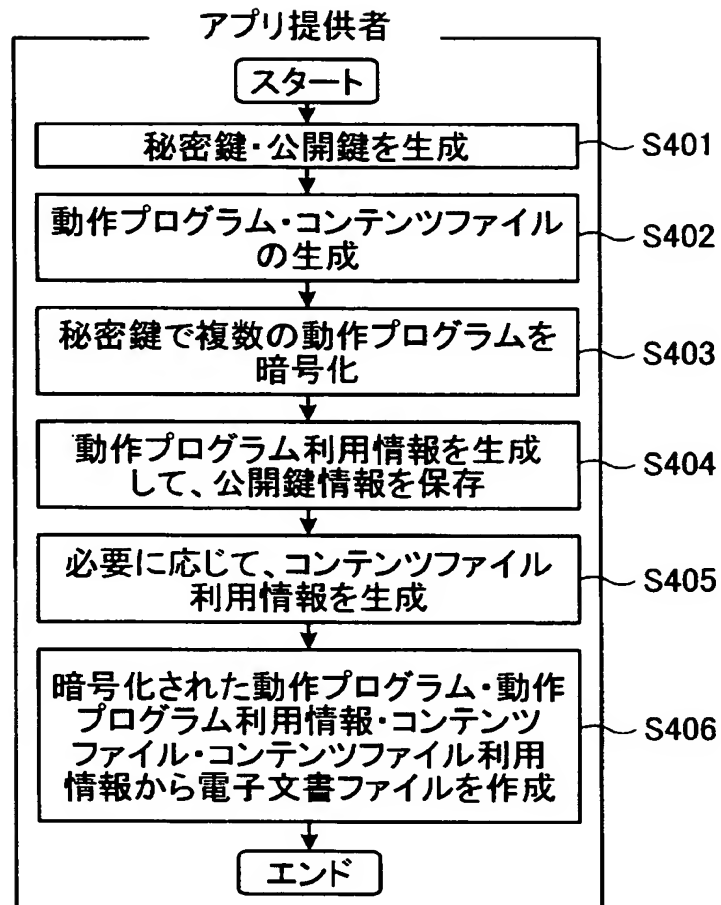 アプリ提供者
スタート
秘密鍵・公開鍵を生成
S401
動作プログラム・コンテンツファイル
の生成
S402
秘密鍵で複数の動作プログラムを
暗号化
S403
動作プログラム利用情報を生成
して、公開鍵情報を保存
S404
必要に応じて、コンテンツファイル
利用情報を生成
S405
暗号化された動作プログラム・動作
プログラム利用情報・コンテンツ
ファイル・コンテンツファイル利用
情報から電子文書ファイルを作成
S406
エンド